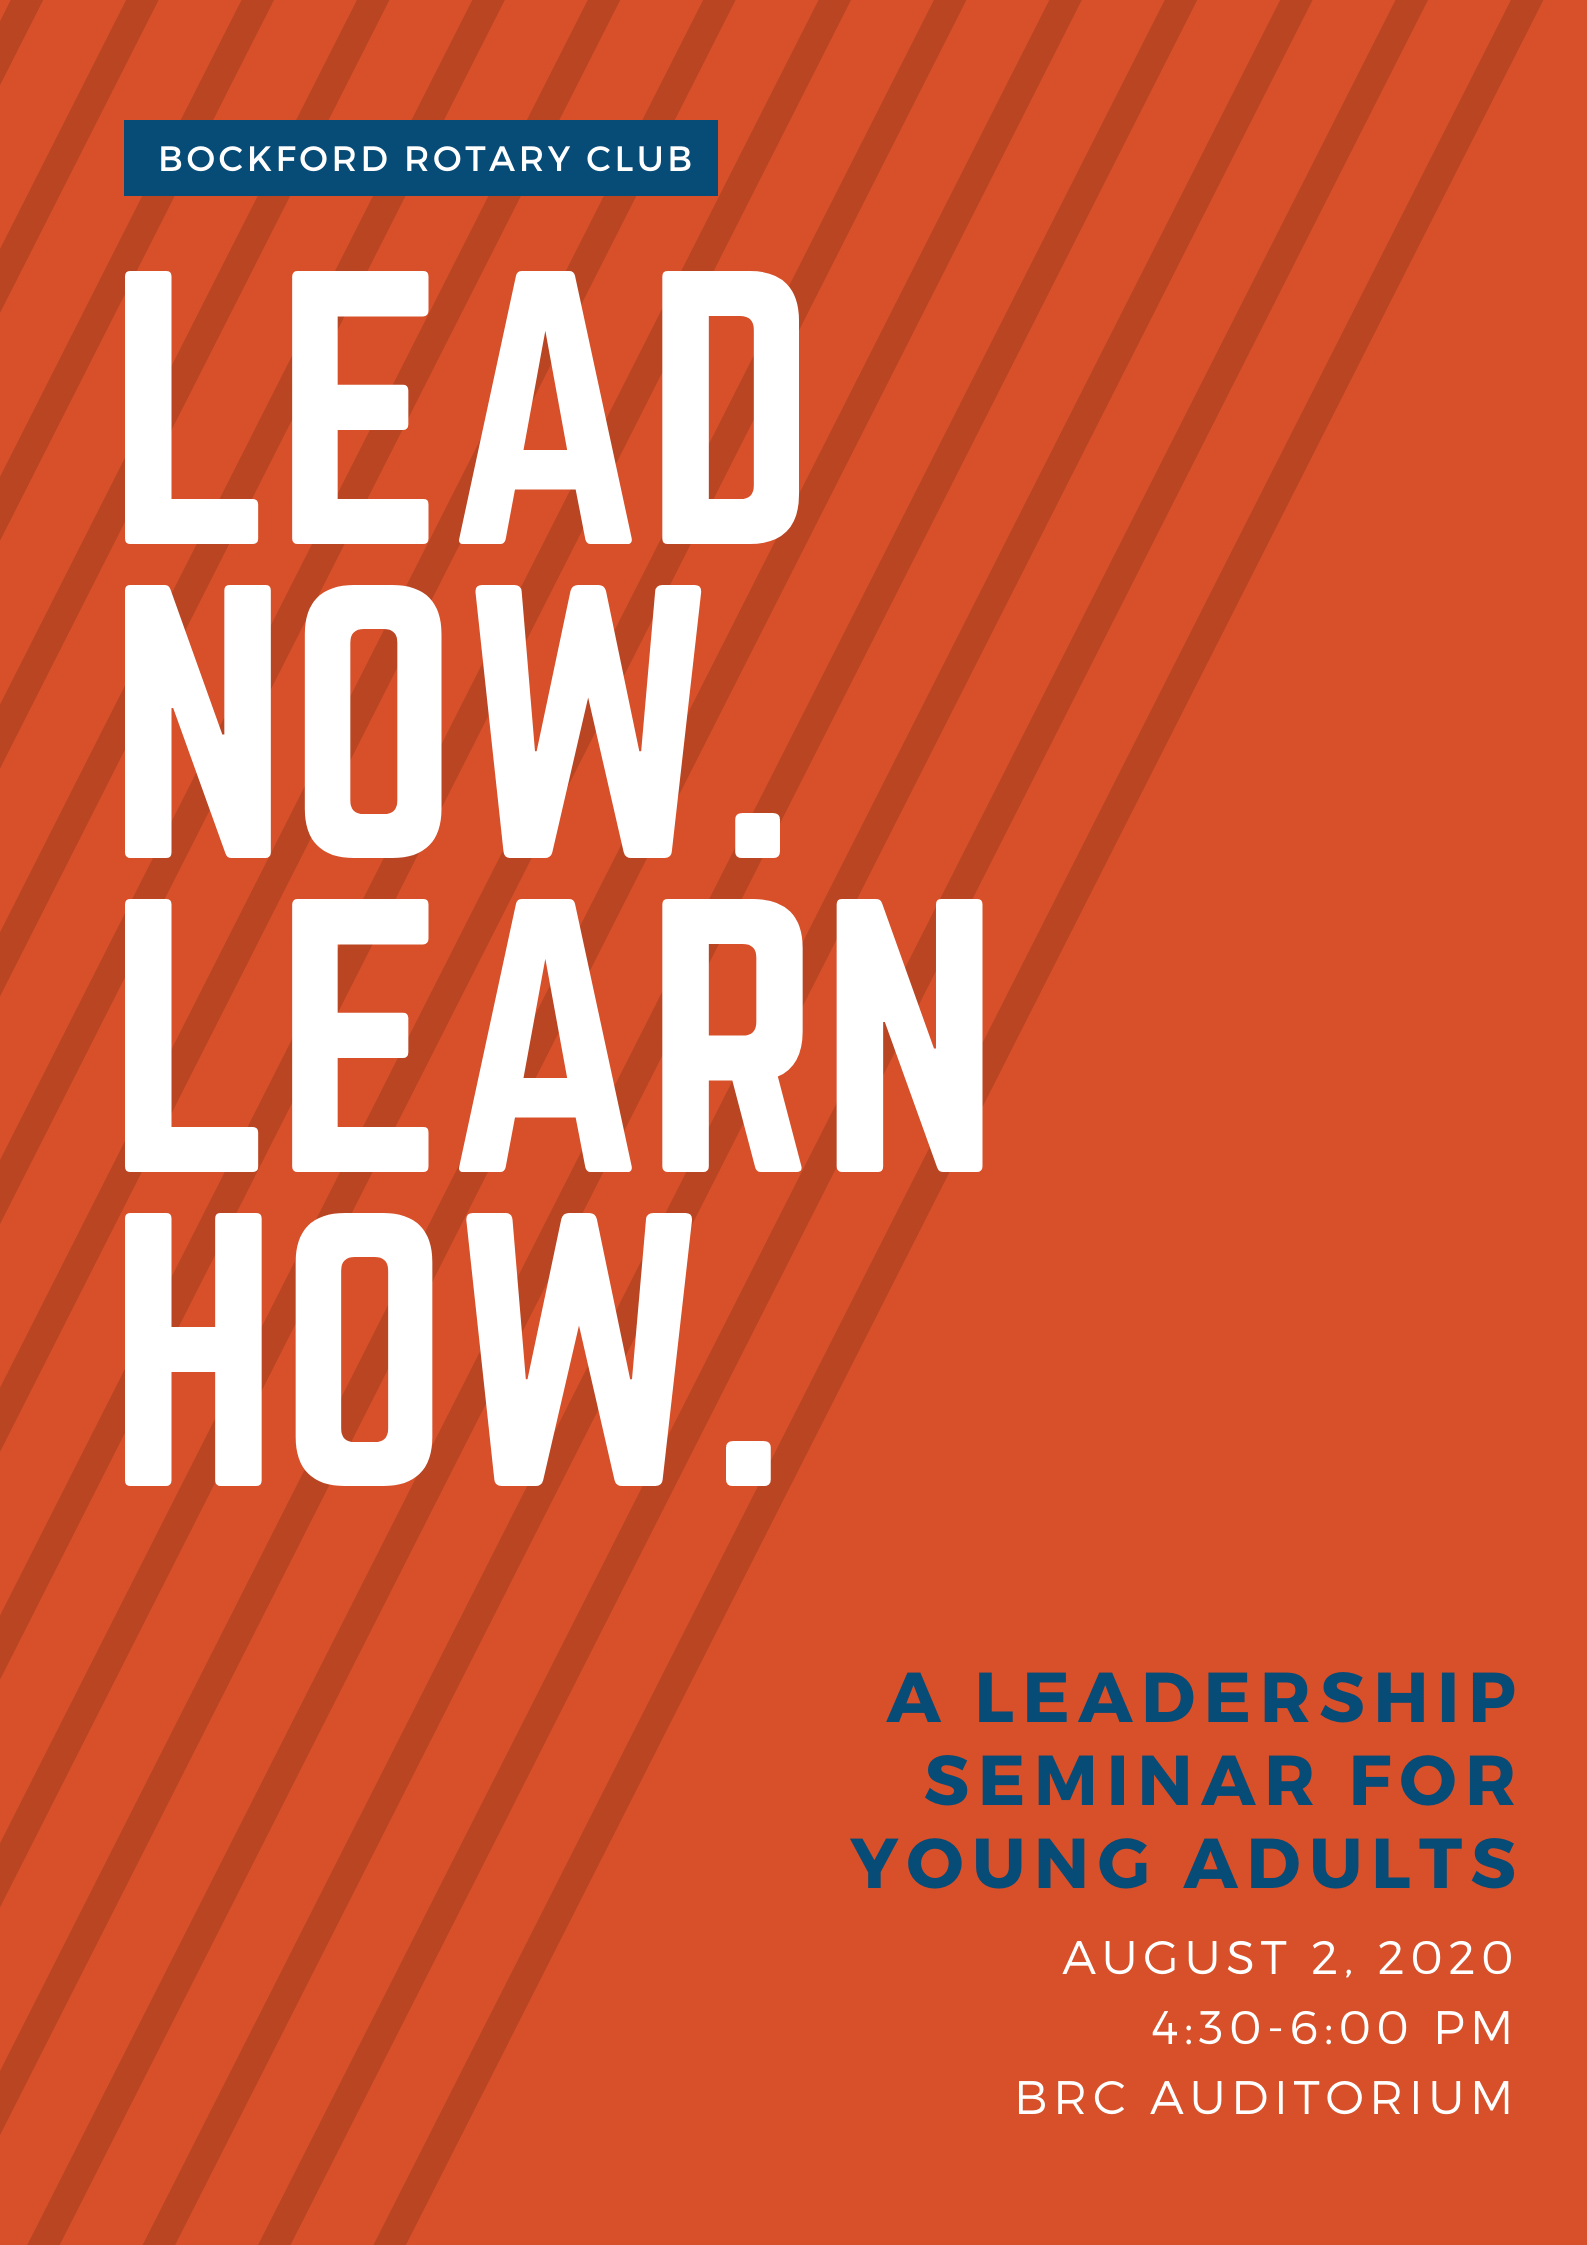 BOCKFORD ROTARY CLUB
LEAD
NOW.
LEARN
HOW.
A LEADERSHIP
SEMINAR FOR
YOUNG ADULTS
AUGUST 2, 2020
4:30-6:00 PM
BRC AUDITORIUM